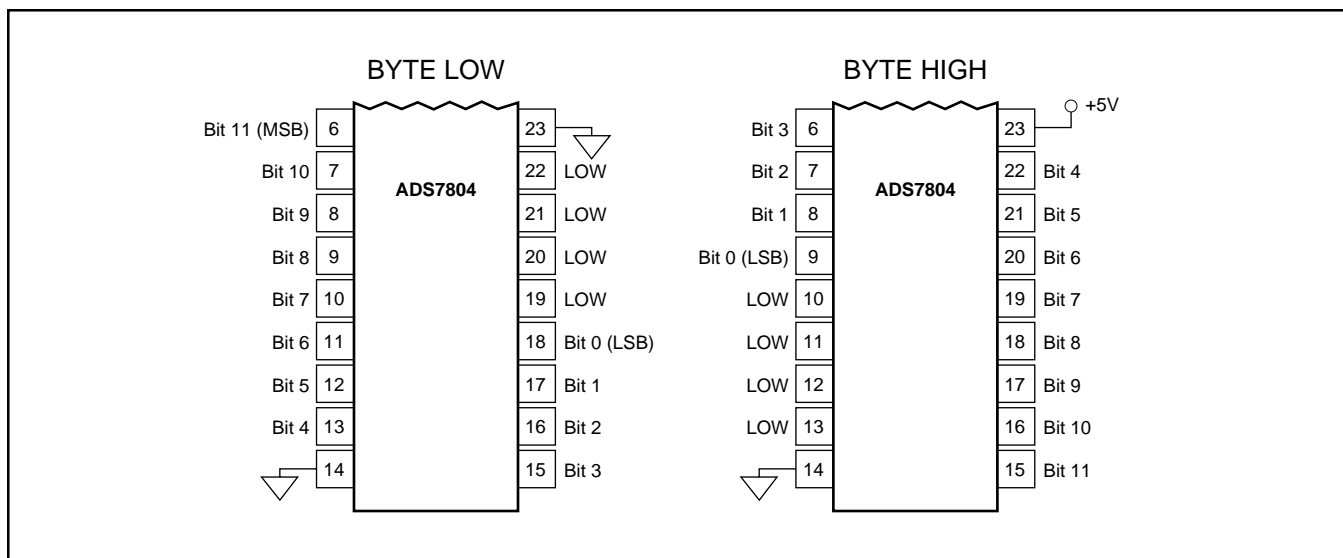 BYTE LOW
Bit 11 (MSB) 6 23
Bit 10 7 22 LOW
ADS7804
Bit 9 8 21 LOW
Bit 8 9 20 LOW
Bit 7 10 19 LOW
Bit 6 11 18 Bit 0 (LSB)
Bit 5 12 17 Bit 1
Bit 4 13 16 Bit 2
14 15 Bit 3
BYTE HIGH
+5V
Bit 3 6 23
Bit 2 7 22 Bit 4
ADS7804
Bit 1 8 21 Bit 5
Bit 0 (LSB) 9 20 Bit 6
LOW 10 19 Bit 7
LOW 11 18 Bit 8
LOW 12 17 Bit 9
LOW 13 16 Bit 10
14 15 Bit 11